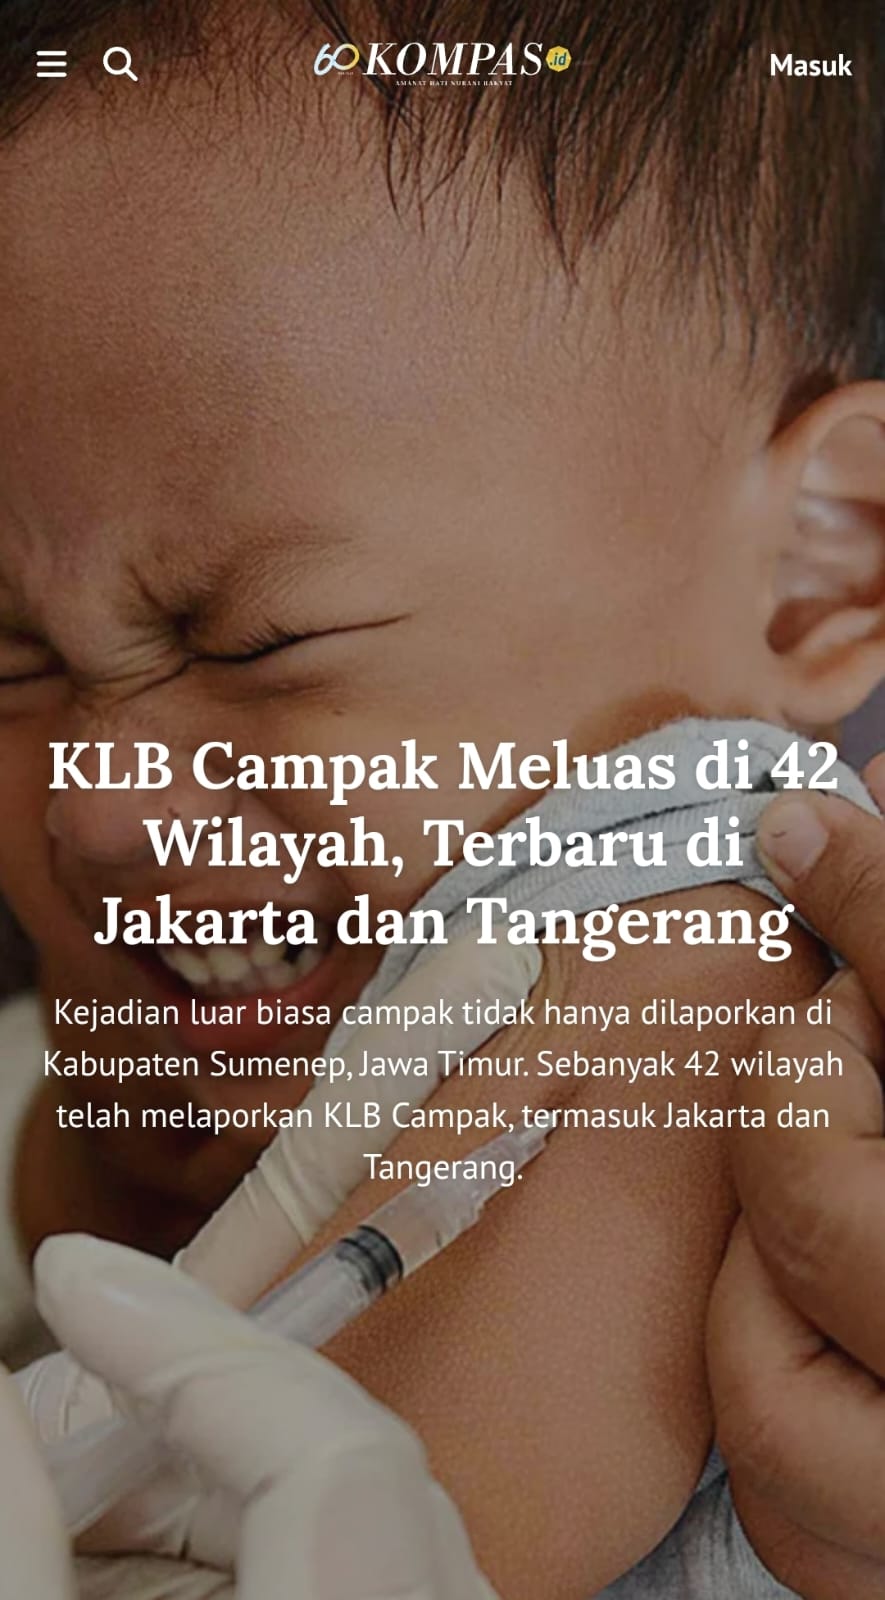 60 KOMPAS.id
AMANAT HATI NURANI RAKYAT
Masuk
KLB Campak Meluas di 42
Wilayah, Terbaru di
Jakarta dan Tangerang
Kejadian luar biasa campak tidak hanya dilaporkan di
Kabupaten Sumenep, Jawa Timur. Sebanyak 42 wilayah
telah melaporkan KLB Campak, termasuk Jakarta dan
Tangerang.